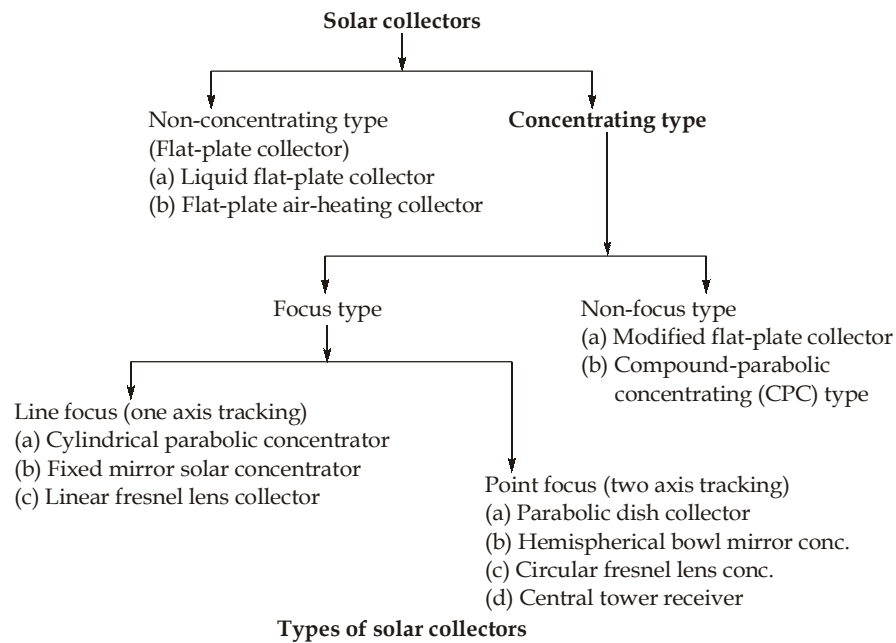 Solar collectors
Non-concentrating type
(Flat-plate collector)
(a) Liquid flat-plate collector
(b) Flat-plate air-heating collector
Concentrating type
Focus type
Non-focus type
(a) Modified flat-plate collector
(b) Compound-parabolic
concentrating (CPC) type
Line focus (one axis tracking)
(a) Cylindrical parabolic concentrator
(b) Fixed mirror solar concentrator
(c) Linear fresnel lens collector
Point focus (two axis tracking)
(a) Parabolic dish collector
(b) Hemispherical bowl mirror conc.
(c) Circular fresnel lens conc.
(d) Central tower receiver
Types of solar collectors